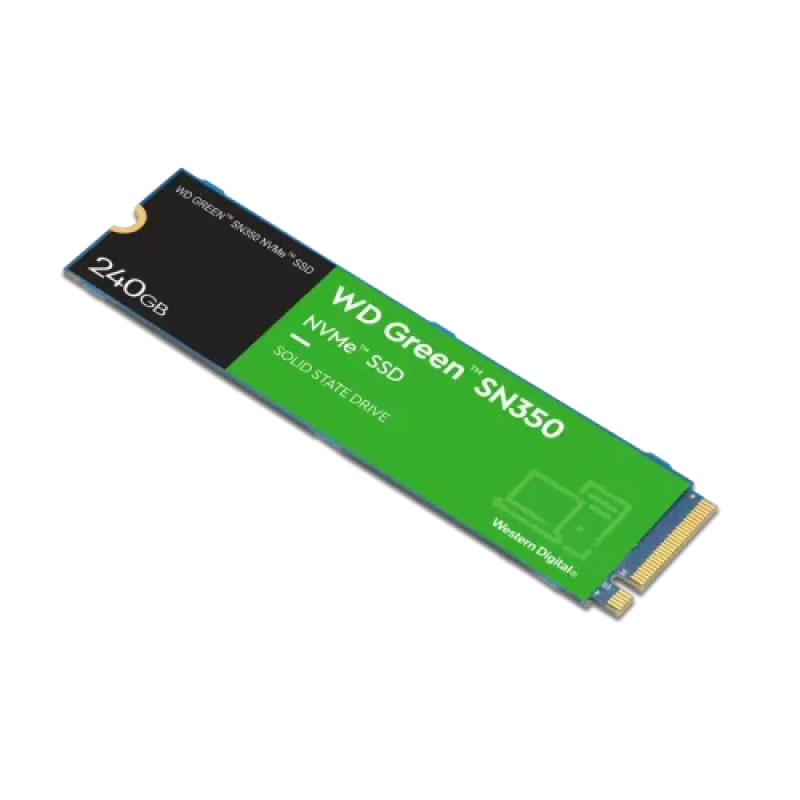 WD GREEN™ SN350 NVMe™ SSD
240GB
WD Green™ SN350
NVMe™ SSD
SOLID STATE DRIVE
Western Digital®